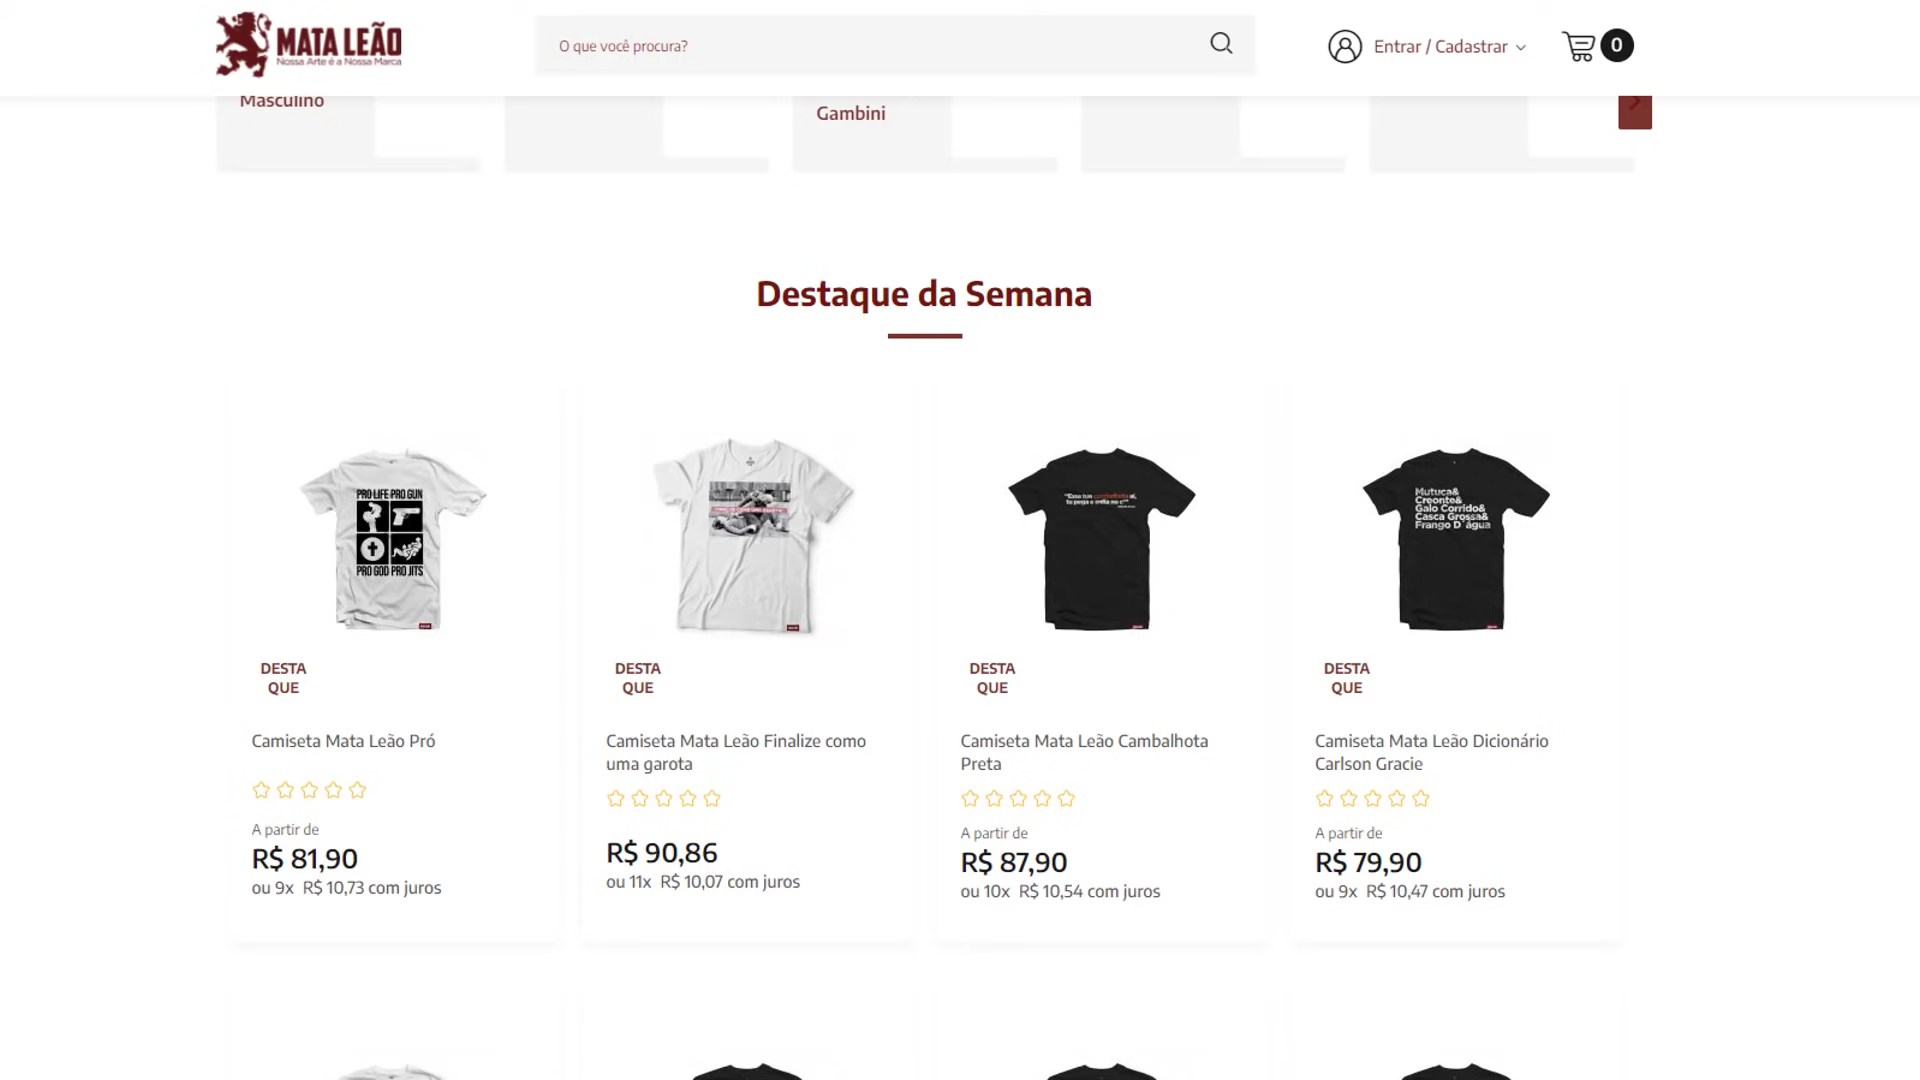 MATA LEÃO
Nossa Arte é a Nossa Marca
O que você procura?
Entrar / Cadastrar
0
Masculino
Gambini
Destaque da Semana
PRO LIFE PRO GUN
PRO GOD PRO JITS
Mutuca&
Creonte&
Galo Corrido&
Casca Grossa&
Frango D´água
DESTA
QUE
DESTA
QUE
DESTA
QUE
DESTA
QUE
Camiseta Mata Leão Pró
Camiseta Mata Leão Finalize como
uma garota
Camiseta Mata Leão Cambalhota
Preta
Camiseta Mata Leão Dicionário
Carlson Gracie
A partir de
R$ 81,90
ou 9x R$ 10,73 com juros
R$ 90,86
ou 11x R$ 10,07 com juros
A partir de
R$ 87,90
ou 10x R$ 10,54 com juros
A partir de
R$ 79,90
ou 9x R$ 10,47 com juros